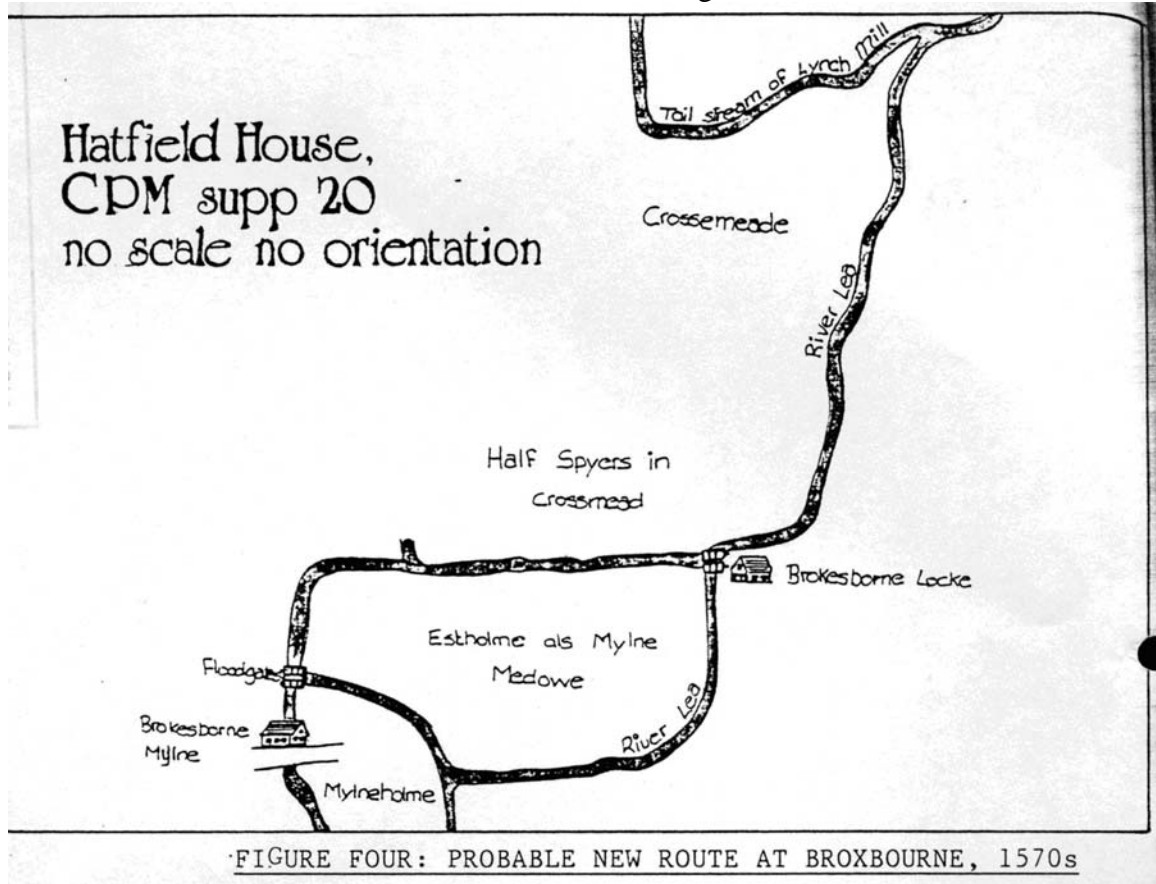 Hatfield House,
CPM supp 20
no scale no orientation
Tail stream of Lynch Mill
Crossemeade
River Lea
Half Spyers in
Crossmead
Brokesborne Locke
Estholme als Mylne
Medowe
Floodgate
River Lea
Brokesborne
Mylne
Mylneholme
FIGURE FOUR: PROBABLE NEW ROUTE AT BROXBOURNE, 1570s